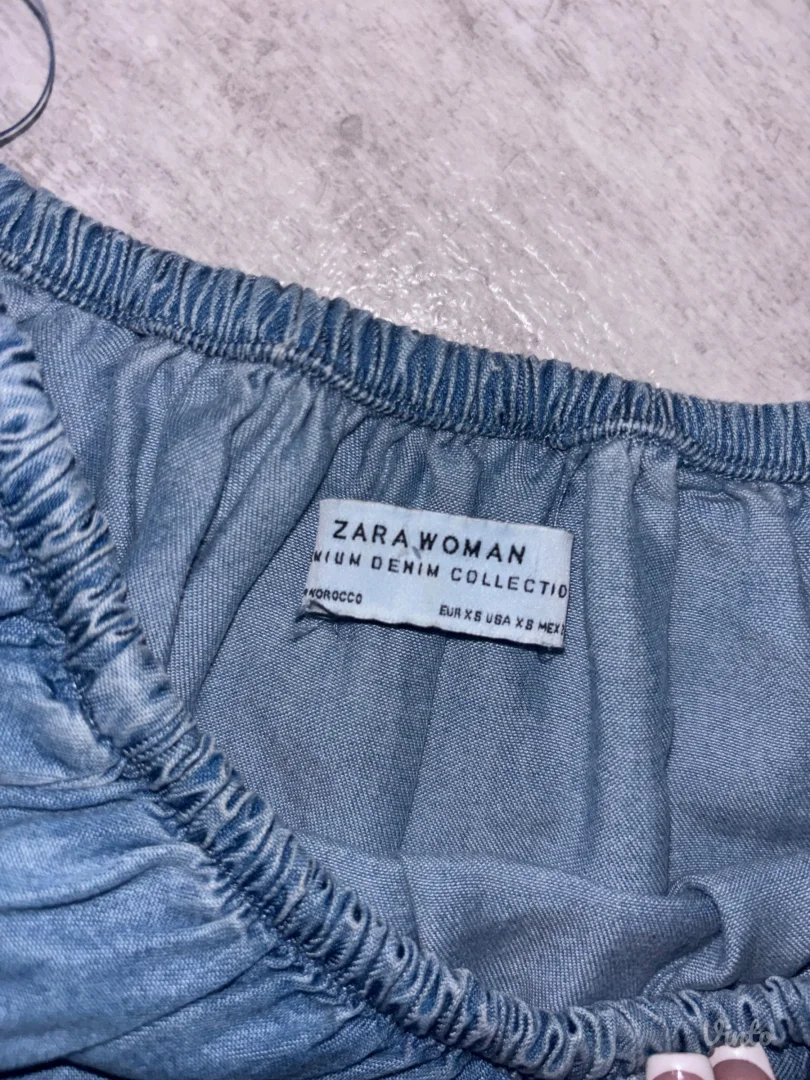 ZARA WOMAN
MIUM DENIM COLLECTIO
MOROCCO
EUR XS USA XS MEX